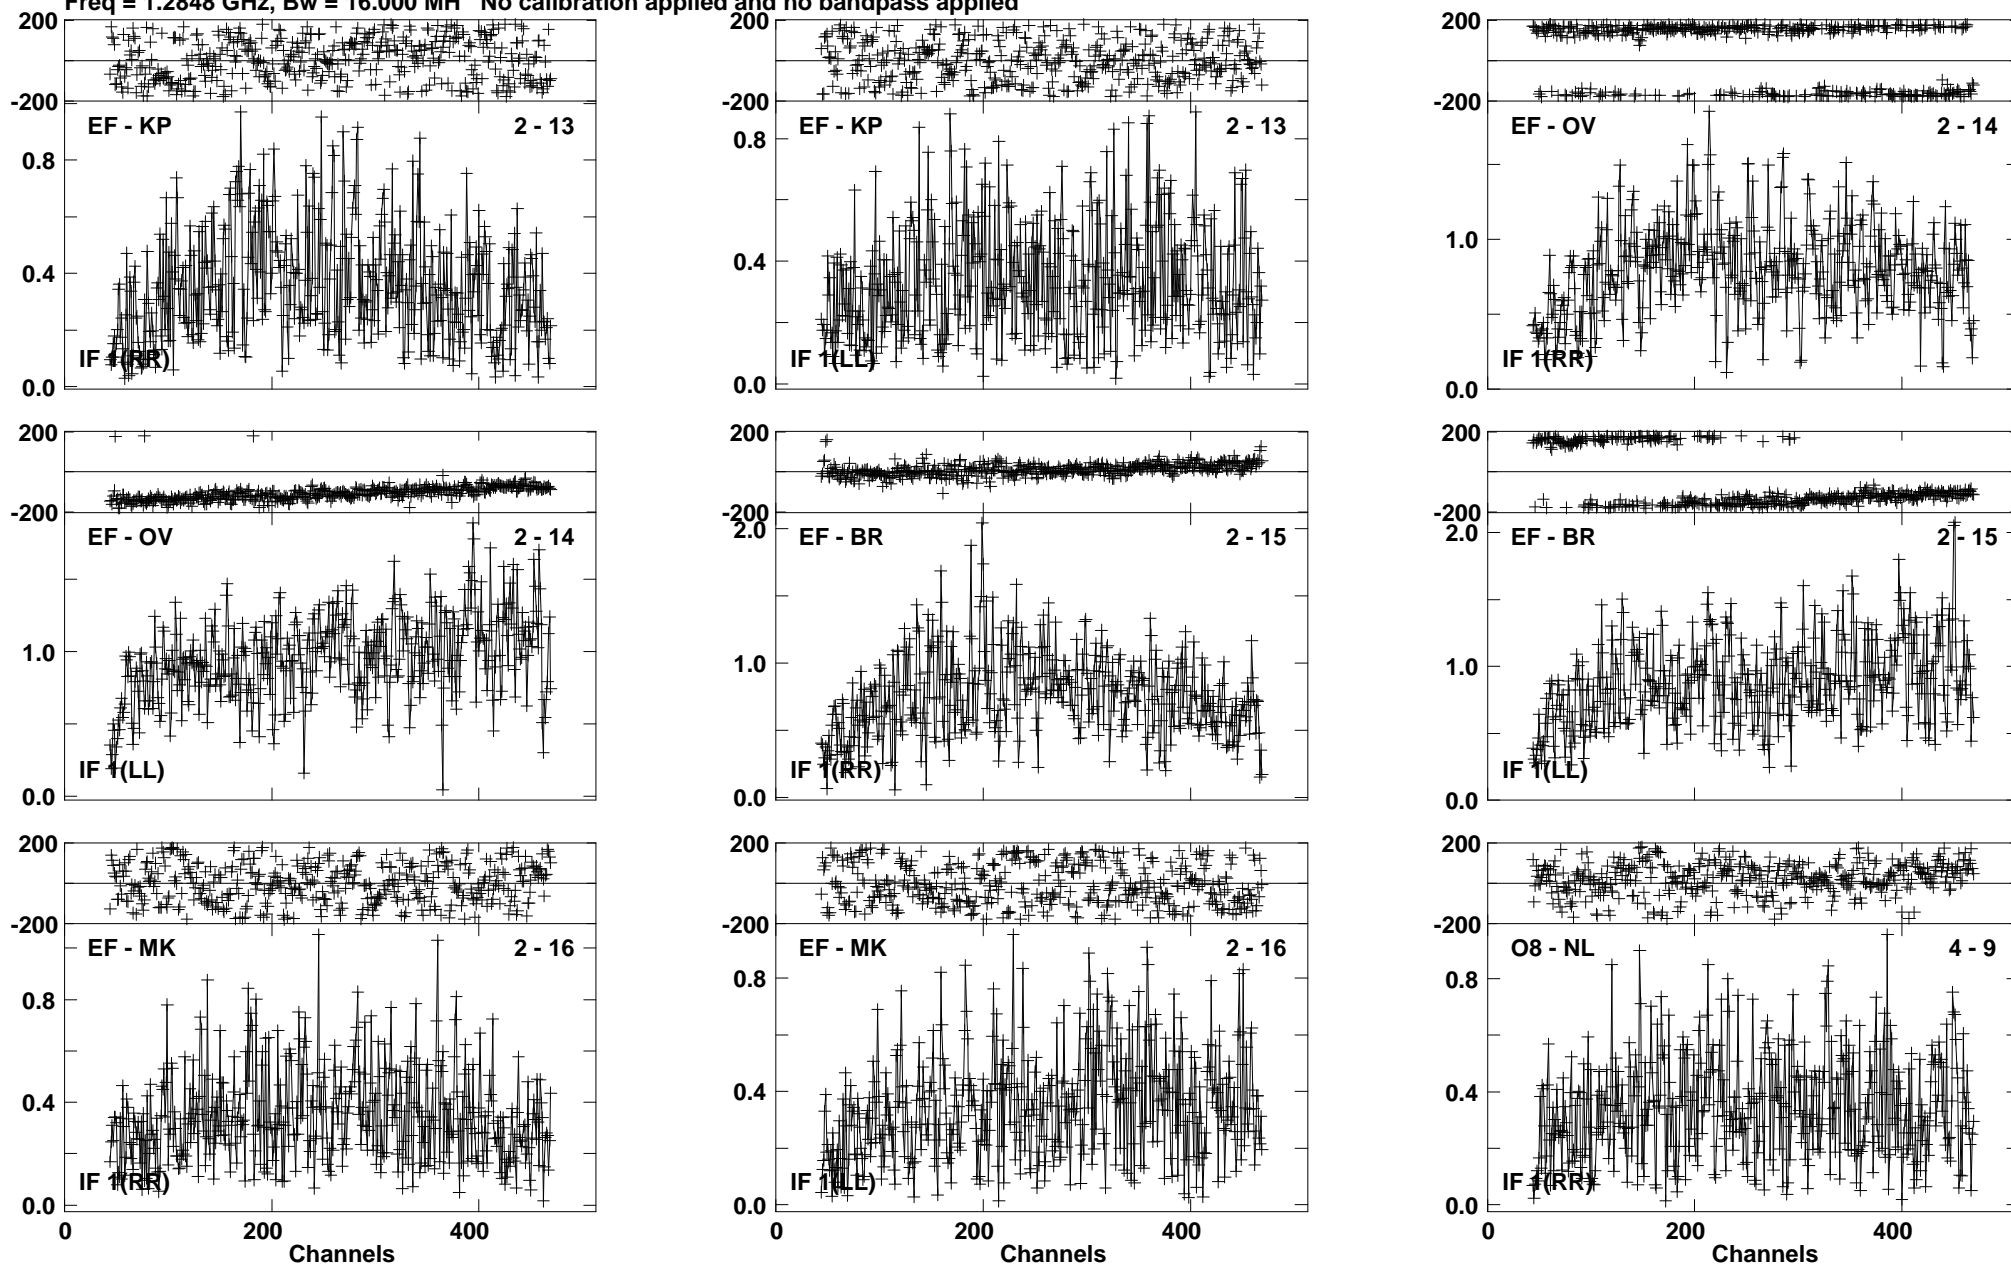 Freq = 1.2848 GHz, Bw = 16.000 MH No calibration applied and no bandpass applied
200
-200
EF - KP 2 - 13
0.8
0.4
0.0
IF 1(RR)
200
-200
EF - KP 2 - 13
0.8
0.4
0.0
IF 1(LL)
200
-200
EF - OV 2 - 14
1.0
0.0
IF 1(RR)
200
-200
EF - OV 2 - 14
1.0
0.0
IF 1(LL)
200
-200
2.0
EF - BR 2 - 15
1.0
0.0
IF 1(RR)
200
-200
2.0
EF - BR 2 - 15
1.0
0.0
IF 1(LL)
200
-200
EF - MK 2 - 16
0.8
0.4
0.0
IF 1(RR)
0 200 400
Channels
200
-200
EF - MK 2 - 16
0.8
0.4
0.0
IF 1(LL)
0 200 400
Channels
200
-200
O8 - NL 4 - 9
0.8
0.4
0.0
IF 1(RR)
0 200 400
Channels